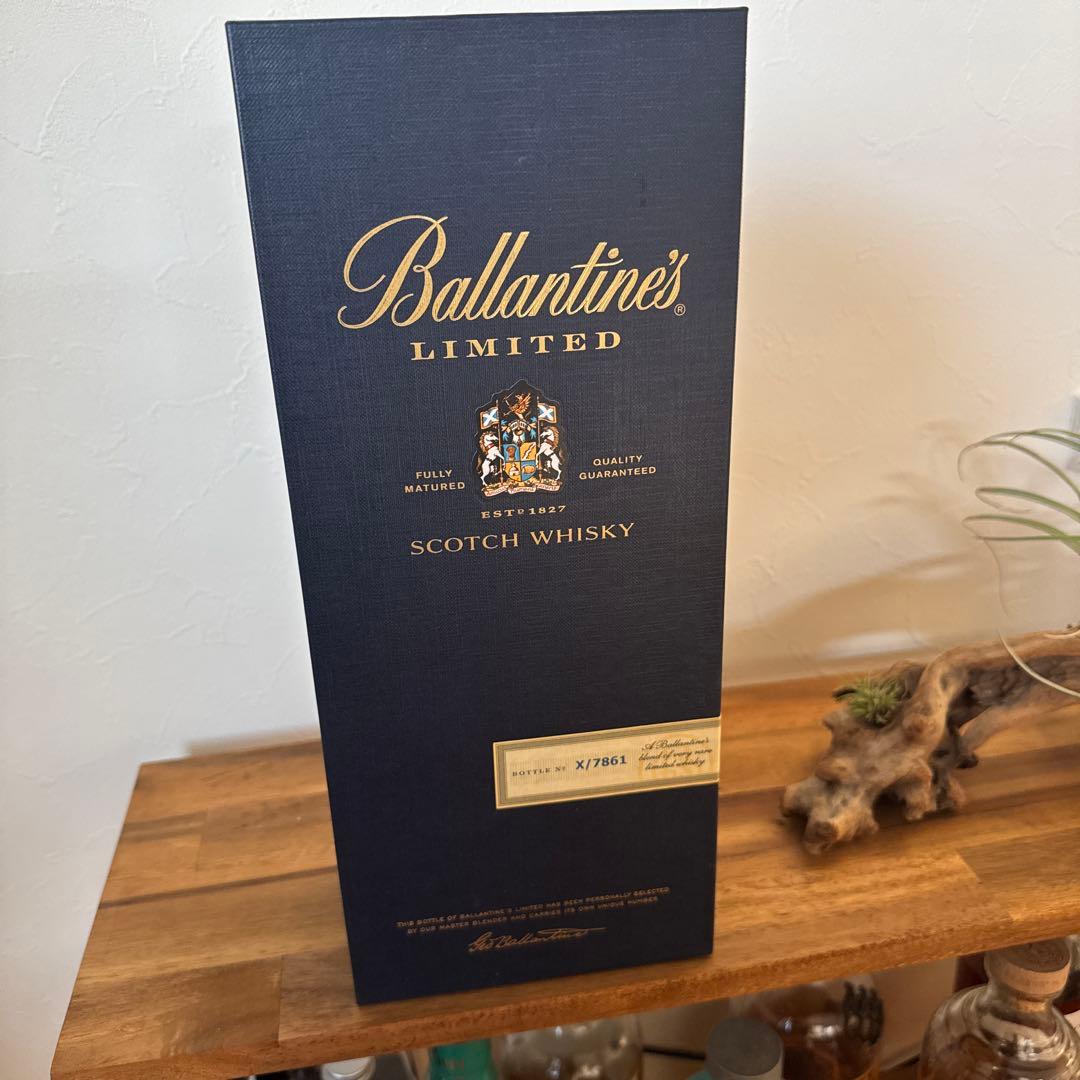 Ballantine's®
LIMITED
FULLY
MATURED
QUALITY
GUARANTEED
ESTD 1827
SCOTCH WHISKY
BOTTLE No X/7861
A Ballantine's
blend of very rare
limited whisky
THIS BOTTLE OF BALLANTINE'S LIMITED HAS BEEN PERSONALLY SELECTED
BY OUR MASTER BLENDER AND CARRIES ITS OWN UNIQUE NUMBER
Geo Ballantine